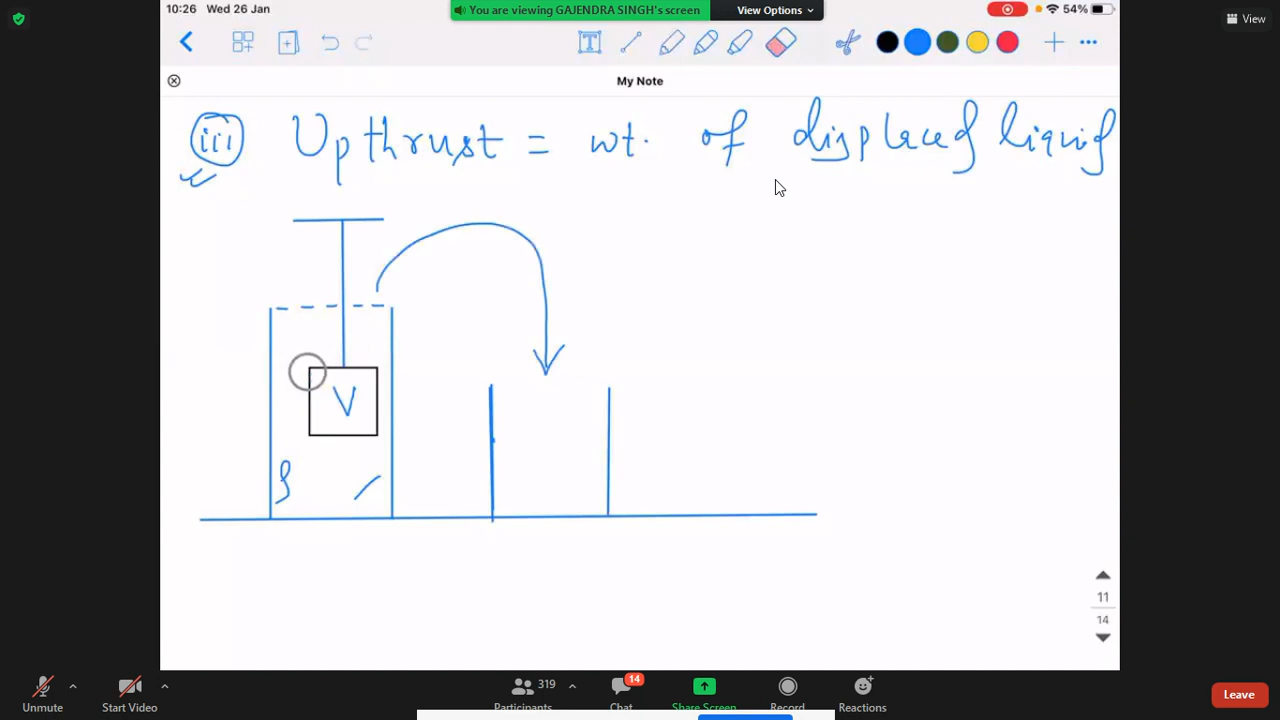 10:26 Wed 26 Jan
You are viewing GAJENDRA SINGH's screen
View Options
54%
View
T
My Note
iii Upthrust = wt. of displaced liquid
V
11
14
Unmute
Start Video
319
Participants
14
Chat
Share Screen
Record
Reactions
Leave